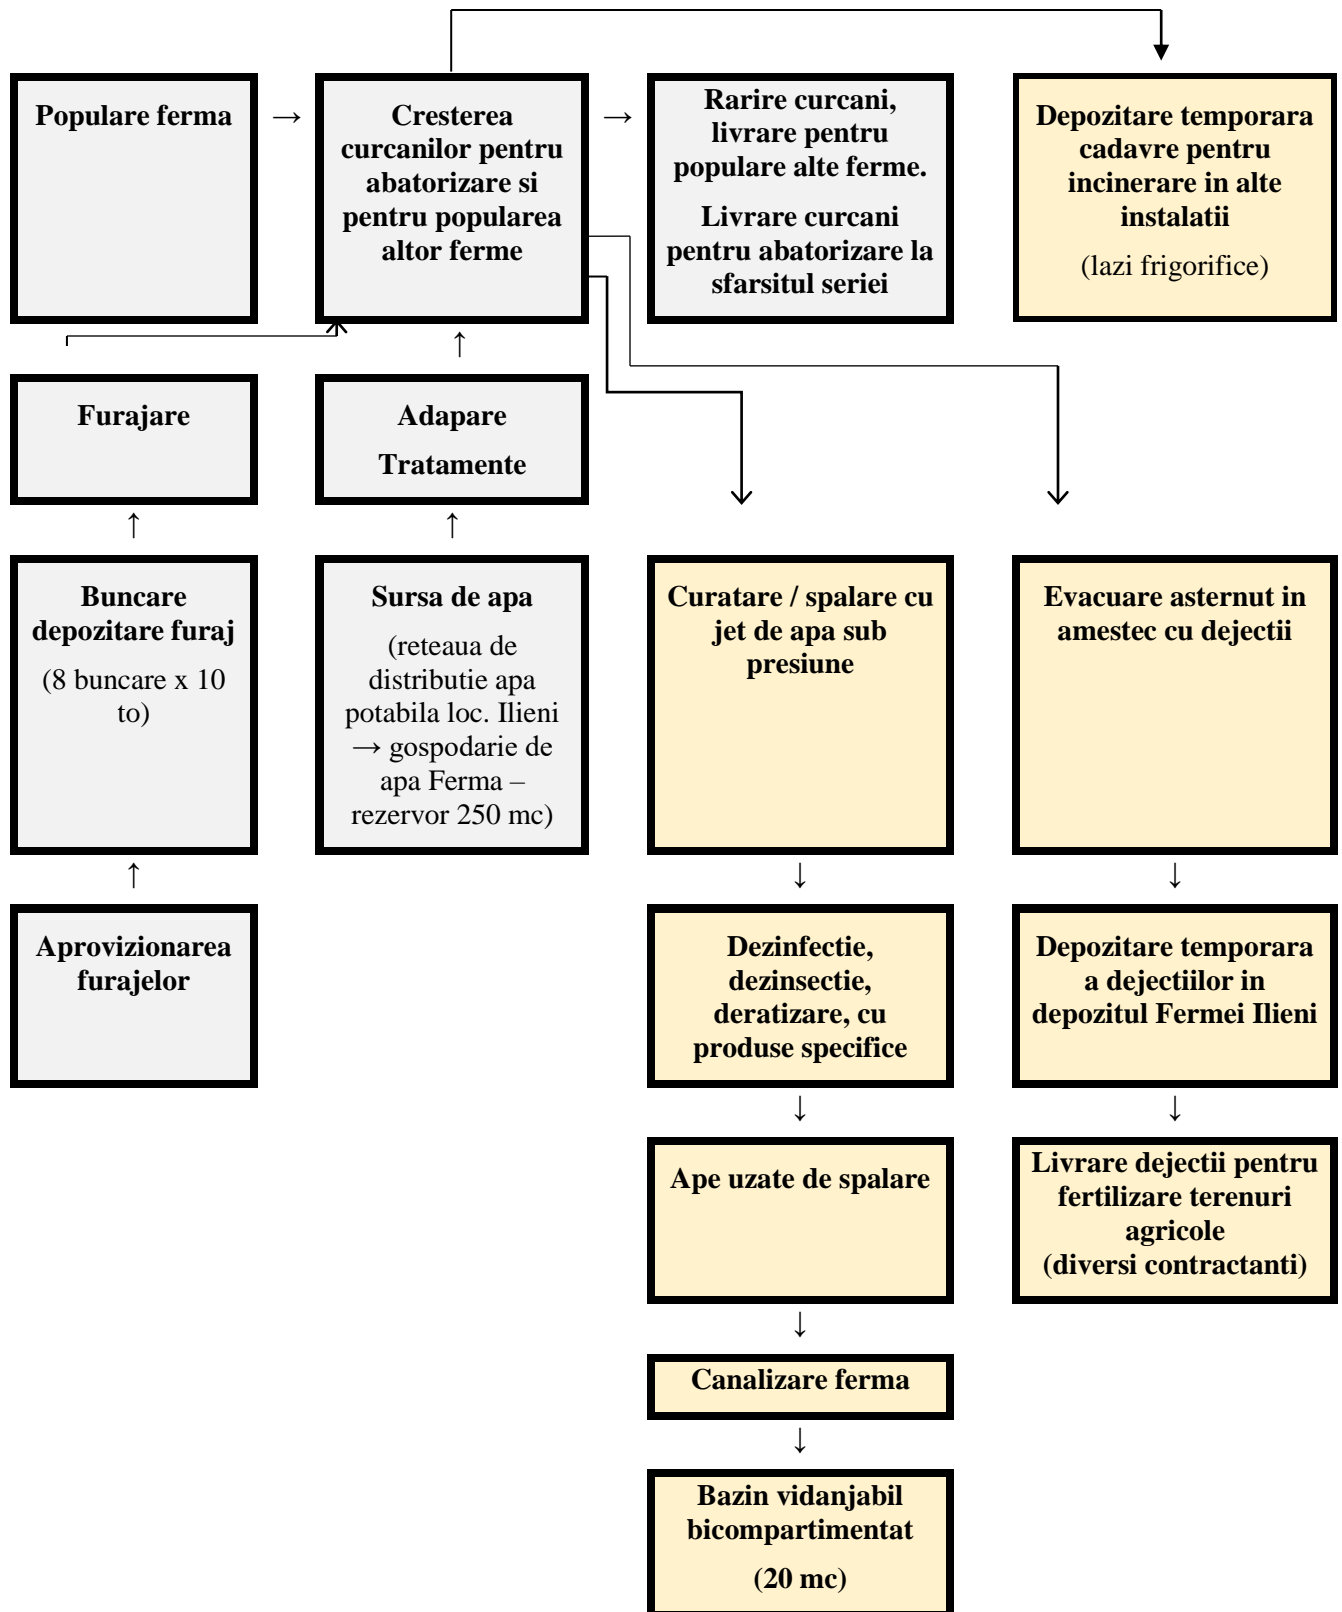 Populare ferma
→
Cresterea
curcanilor pentru
abatorizare si
pentru popularea
altor ferme
→
Rarire curcani,
livrare pentru
populare alte ferme.
Livrare curcani
pentru abatorizare la
sfarsitul seriei
Depozitare temporara
cadavre pentru
incinerare in alte
instalatii
(lazi frigorifice)
↑
Furajare
Adapare
Tratamente
↑
↑
Buncare
depozitare furaj
(8 buncare x 10
to)
Sursa de apa
(reteaua de
distributie apa
potabila loc. Ilieni
→ gospodarie de
apa Ferma –
rezervor 250 mc)
Curatare / spalare cu
jet de apa sub
presiune
Evacuare asternut in
amestec cu dejectii
↑
↓
↓
Aprovizionarea
furajelor
Dezinfectie,
dezinsectie,
deratizare, cu
produse specifice
Depozitare temporara
a dejectiilor in
depozitul Fermei Ilieni
↓
↓
Ape uzate de spalare
Livrare dejectii pentru
fertilizare terenuri
agricole
(diversi contractanti)
↓
Canalizare ferma
↓
Bazin vidanjabil
bicompartimentat
(20 mc)